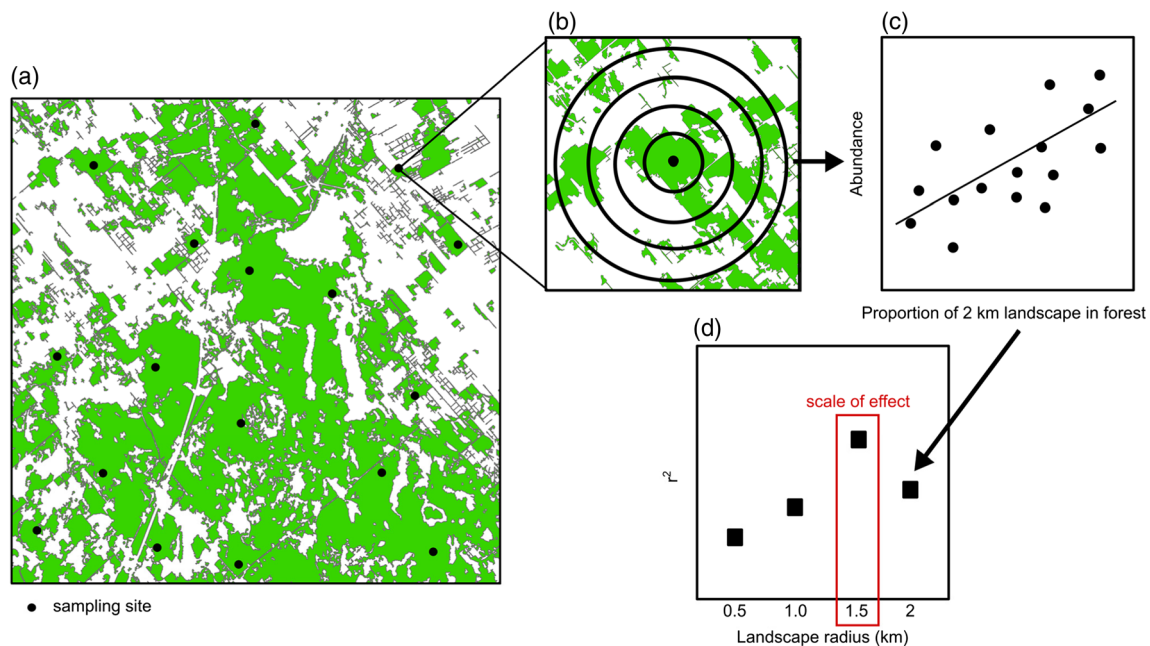 (a)
sampling site
(b)
(c)
Abundance
Proportion of 2 km landscape in forest
(d)
scale of effect
r²
0.5 1.0 1.5 2
Landscape radius (km)